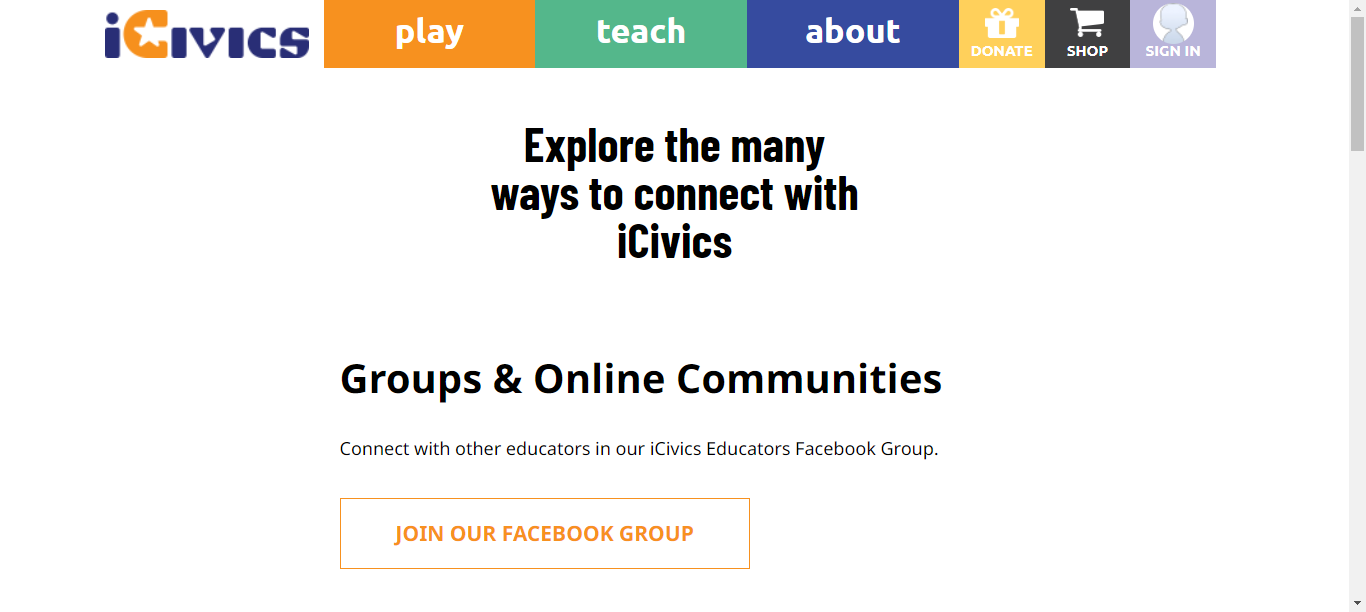 iCivics
play
teach
about
DONATE
SHOP
SIGN IN
Explore the many
ways to connect with
iCivics
Groups & Online Communities
Connect with other educators in our iCivics Educators Facebook Group.
JOIN OUR FACEBOOK GROUP